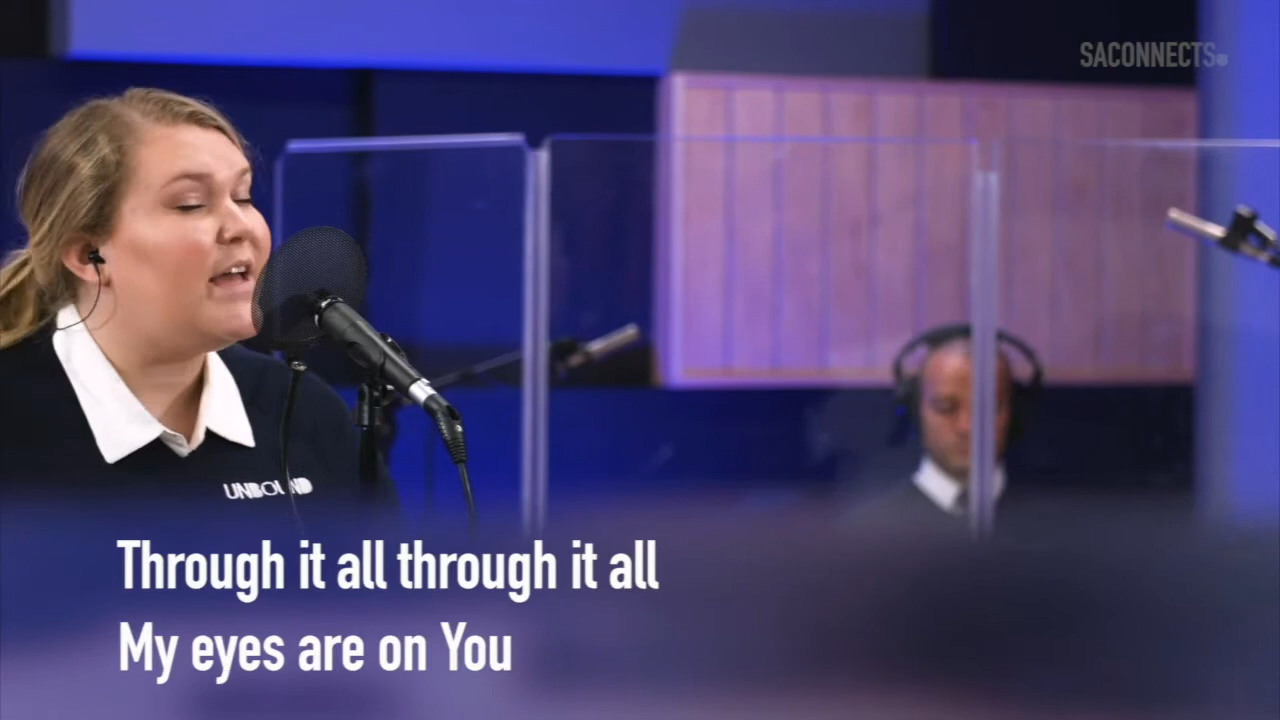 SACONNECTS
UNBOUND
Through it all through it all
My eyes are on You